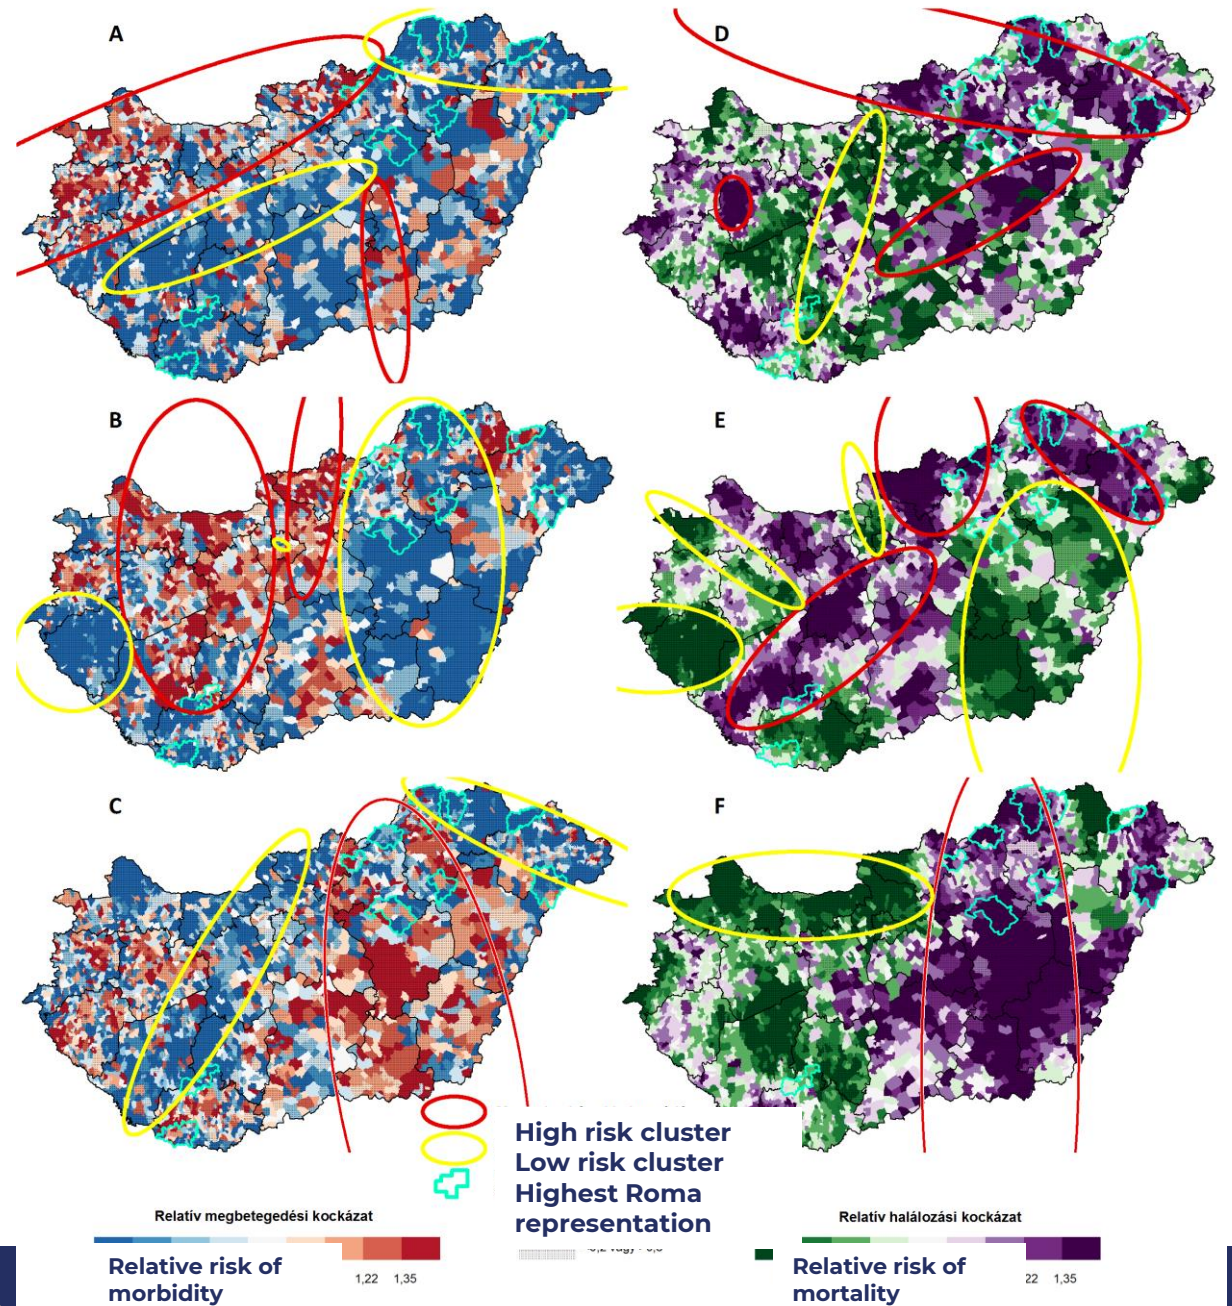 A
D
B
E
C
F
High risk cluster
Low risk cluster
Highest Roma
representation
Relatív megbetegedési kockázat
Relatív halálozási kockázat
vagy
Relative risk of
morbidity
1,22 1,35
Relative risk of
mortality
22 1,35